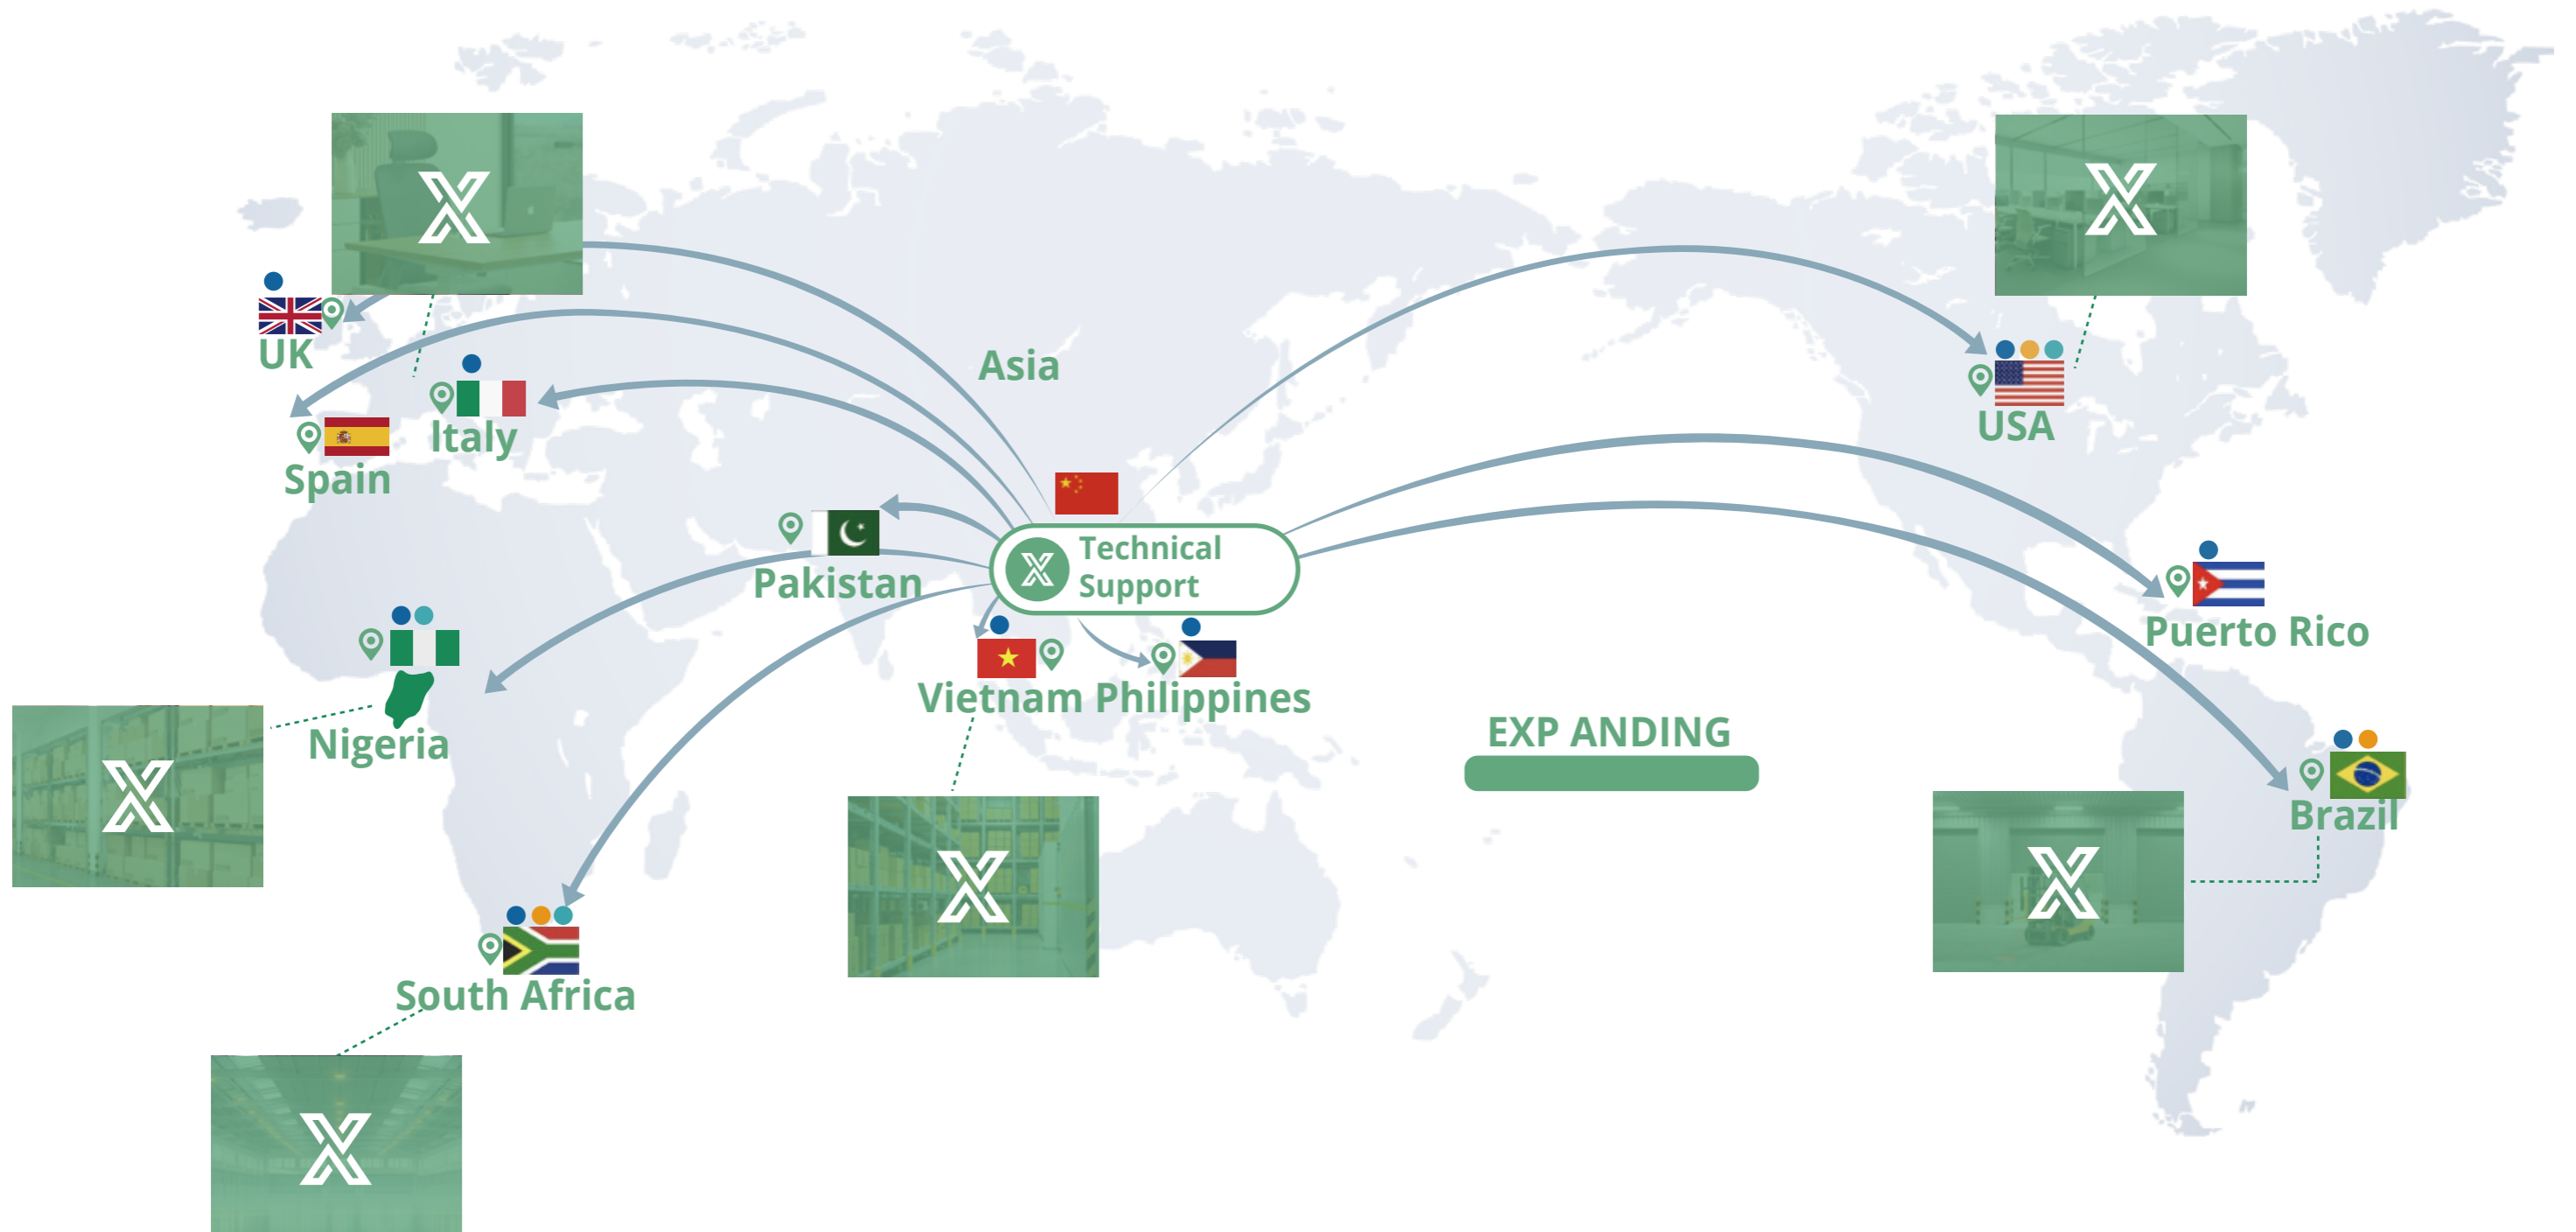 Asia
UK
Italy
USA
Spain
Technical
Support
Pakistan
Puerto Rico
Vietnam
Philippines
EXP ANDING
Nigeria
Brazil
South Africa